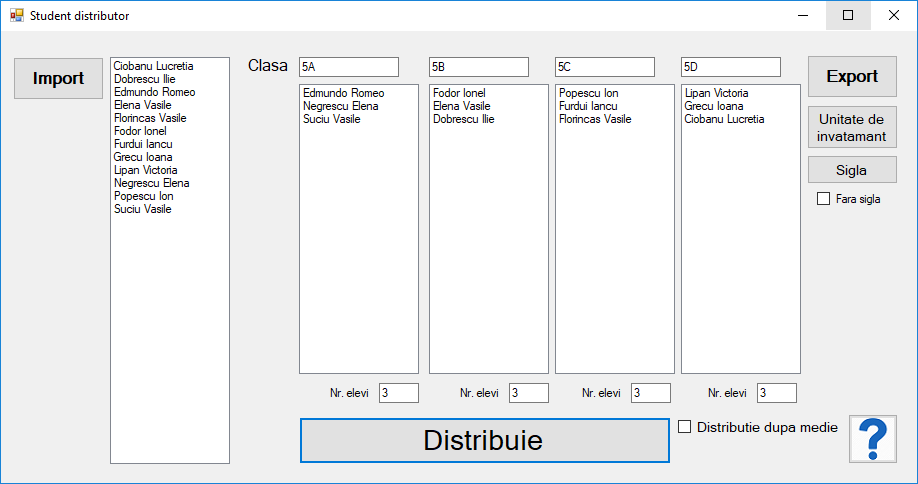 Student distributor
Import
Ciobanu Lucretia
Dobrescu Ilie
Edmundo Romeo
Elena Vasile
Florincas Vasile
Fodor Ionel
Furdui Iancu
Grecu Ioana
Lipan Victoria
Negrescu Elena
Popescu Ion
Suciu Vasile
Clasa
5A
Edmundo Romeo
Negrescu Elena
Suciu Vasile
Nr. elevi 3
5B
Fodor Ionel
Elena Vasile
Dobrescu Ilie
Nr. elevi 3
5C
Popescu Ion
Furdui Iancu
Florincas Vasile
Nr. elevi 3
5D
Lipan Victoria
Grecu Ioana
Ciobanu Lucretia
Nr. elevi 3
Export
Unitate de
invatamant
Sigla
Fara sigla
Distribuie
Distributie dupa medie
?